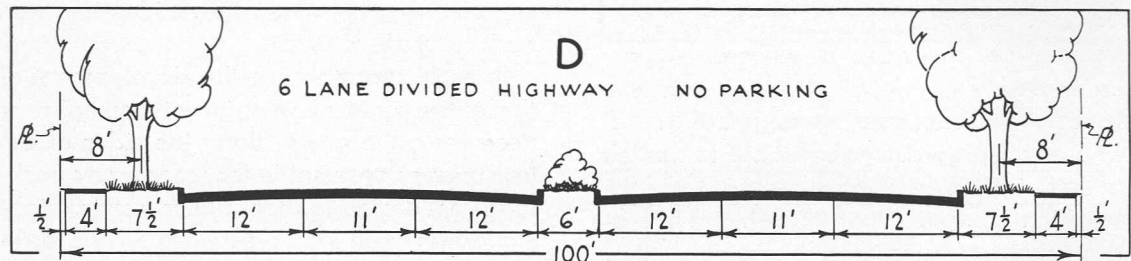 D
6 LANE DIVIDED HIGHWAY NO PARKING
℄. 8' 8' ℄.
½' 4' 7½' 12' 11' 12' 6' 12' 11' 12' 7½' 4' ½'
100'